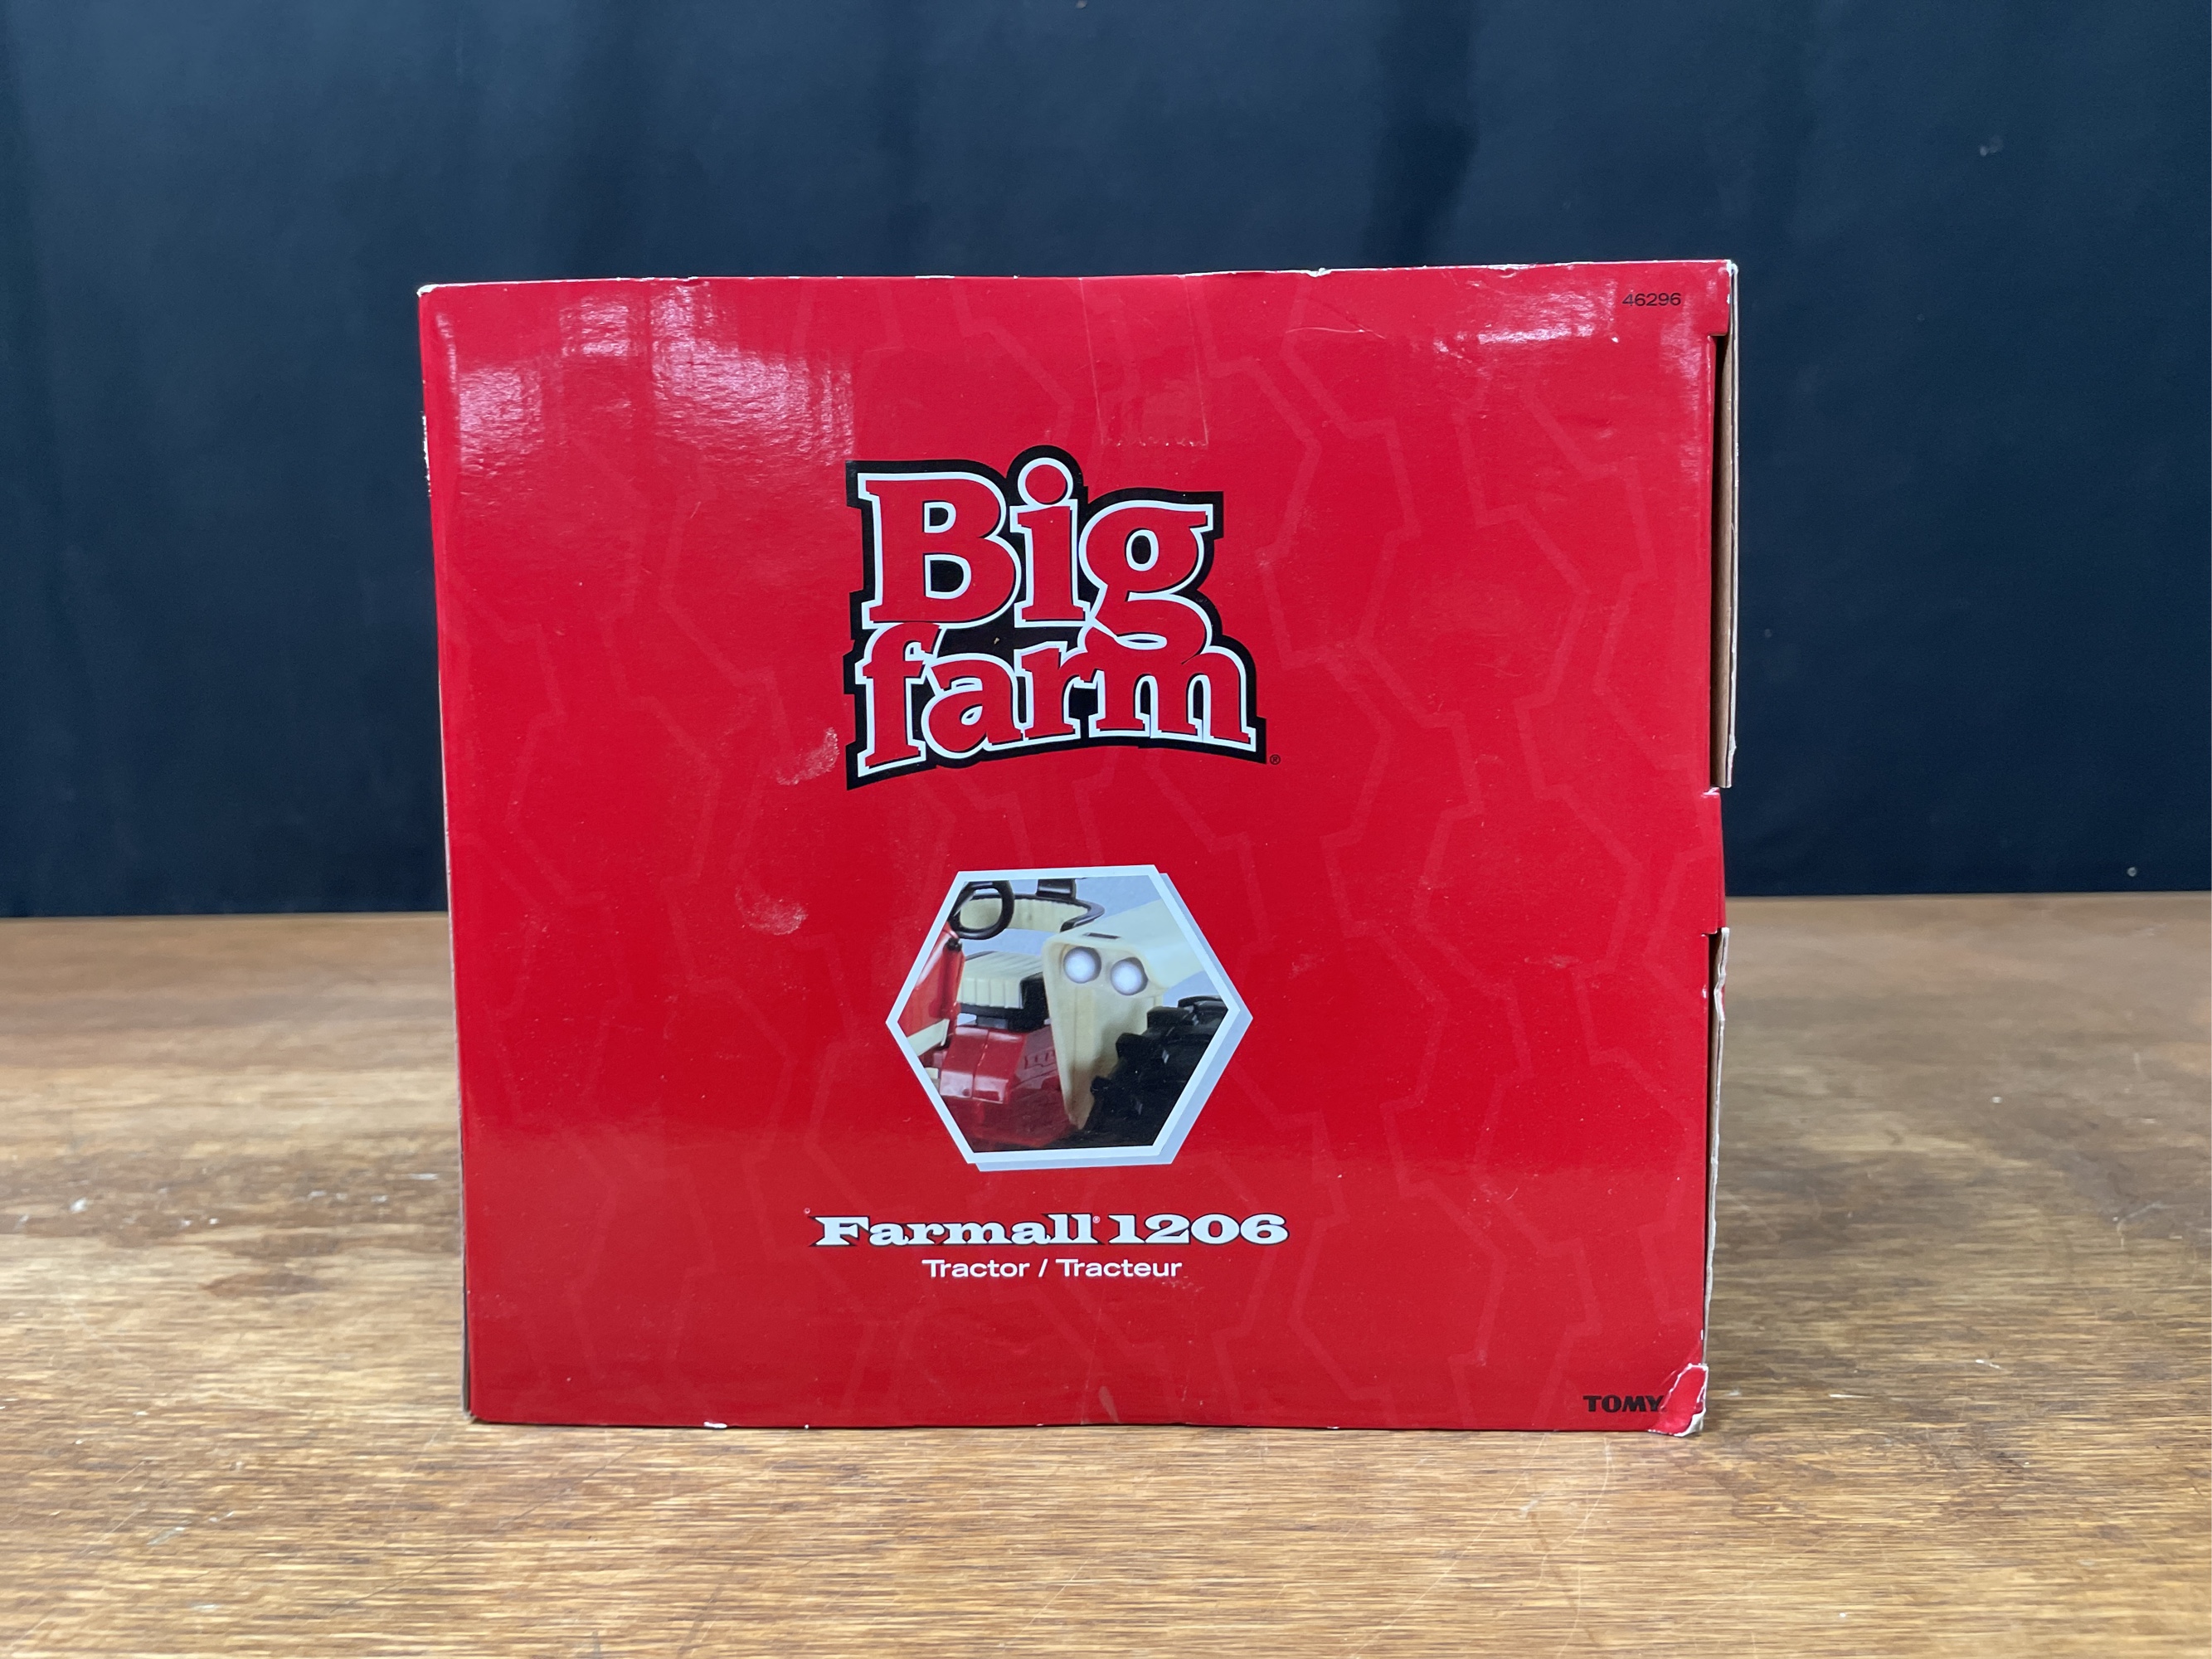 46296
Big
farm®
Farmall® 1206
Tractor / Tracteur
TOMY